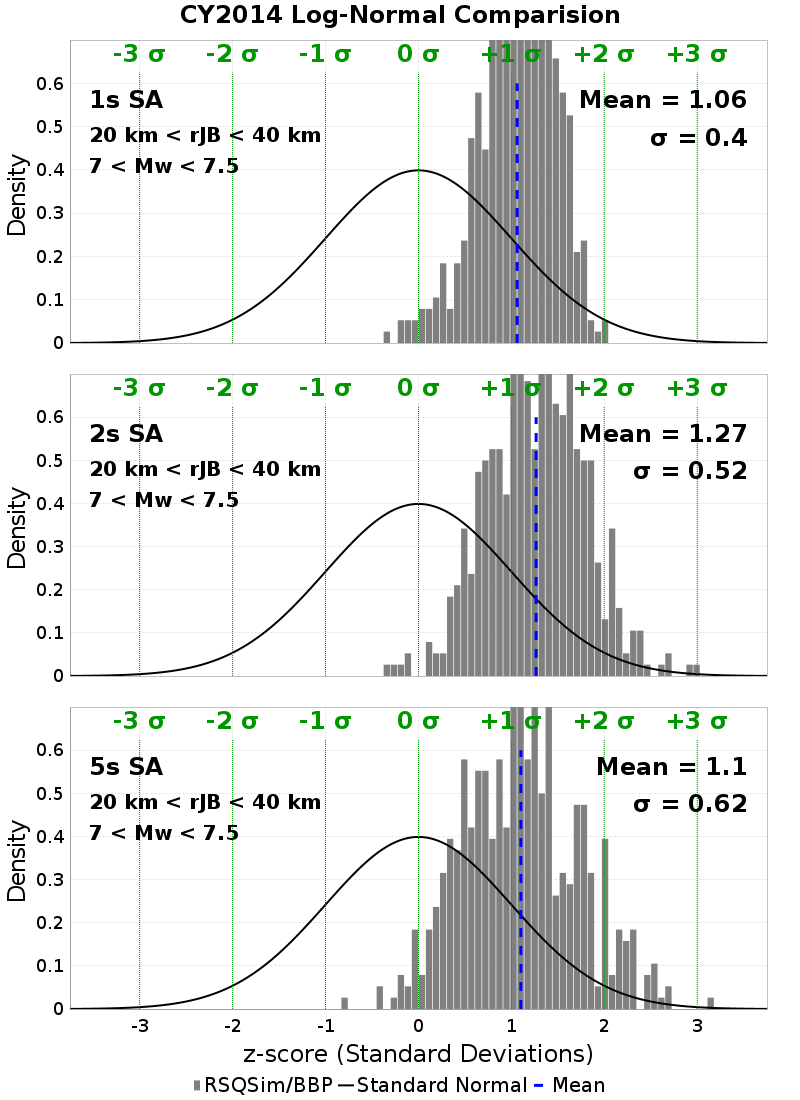 CY2014 Log-Normal Comparision
-3 σ -2 σ -1 σ 0 σ +1 σ +2 σ +3 σ
1s SA
Mean = 1.06
20 km < rJB < 40 km
σ = 0.4
7 < Mw < 7.5
Density
0.6
0.5
0.4
0.3
0.2
0.1
0
-3 σ -2 σ -1 σ 0 σ +1 σ +2 σ +3 σ
2s SA
Mean = 1.27
20 km < rJB < 40 km
σ = 0.52
7 < Mw < 7.5
Density
0.6
0.5
0.4
0.3
0.2
0.1
0
-3 σ -2 σ -1 σ 0 σ +1 σ +2 σ +3 σ
5s SA
Mean = 1.1
20 km < rJB < 40 km
σ = 0.62
7 < Mw < 7.5
Density
0.6
0.5
0.4
0.3
0.2
0.1
0
-3 -2 -1 0 1 2 3
z-score (Standard Deviations)
RSQSim/BBP Standard Normal Mean